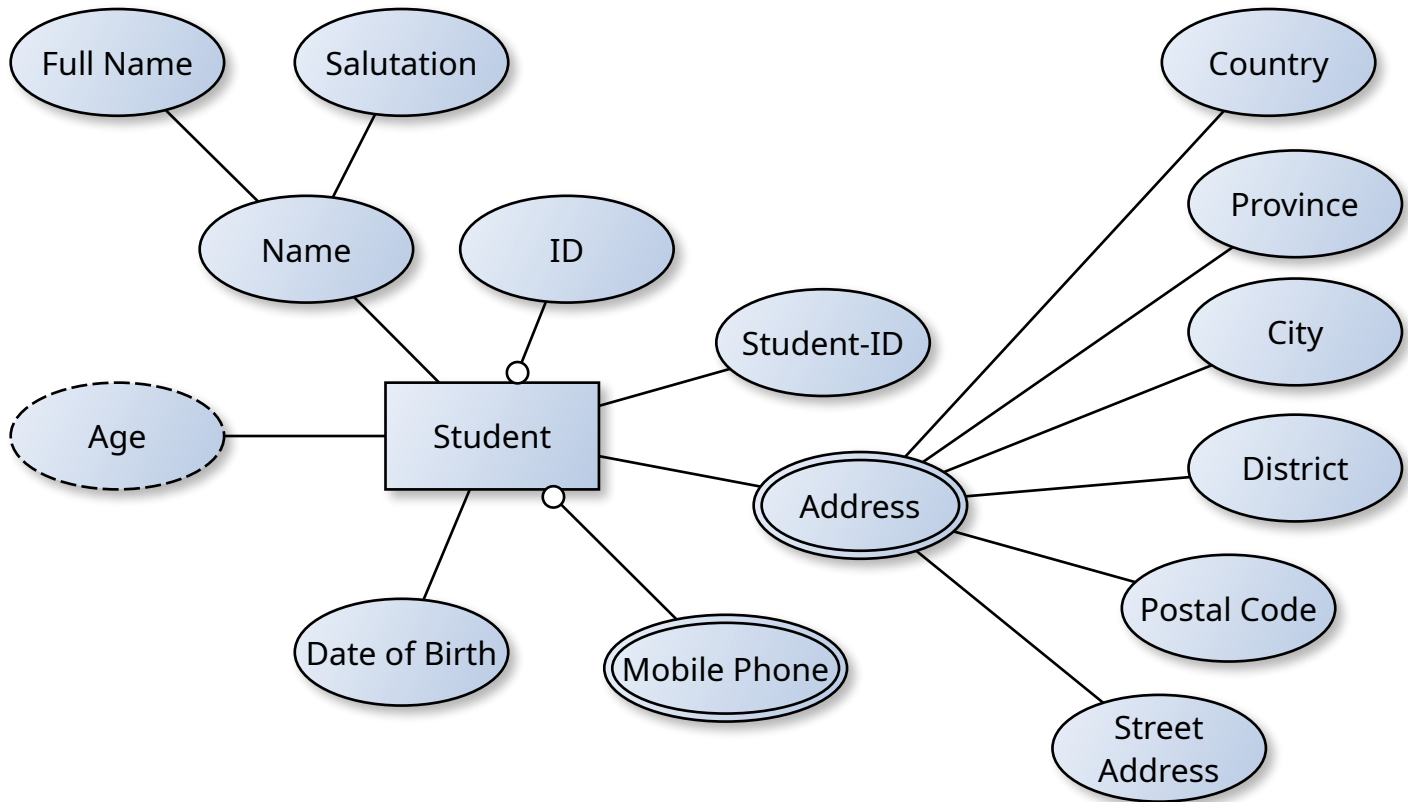 Full Name
Salutation
Country
Province
Name
ID
City
Student-ID
Age
Student
District
Address
Postal Code
Date of Birth
Mobile Phone
Street
Address